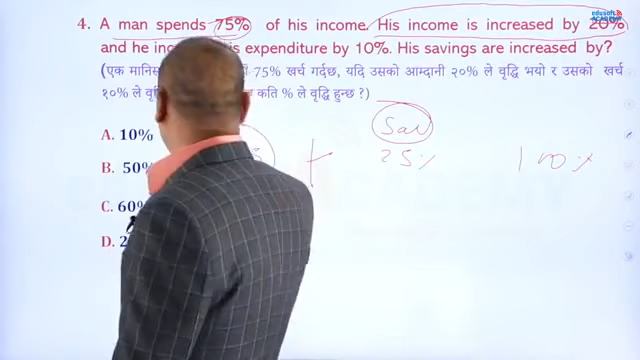 edusoft
ACADEMY
4. A man spends 75% of his income. His income is increased by 20%
and he his expenditure by 10%. His savings are increased by?
(एक मानिस 75% खर्च गर्दछ, यदि उसको आम्दानी २०% ले वृद्धि भयो र उसको खर्च
१०% ले कति % ले वृद्धि हुन्छ ?)
Sav
A. 10%
25% 100%
B. 50%
C. 60%
D.